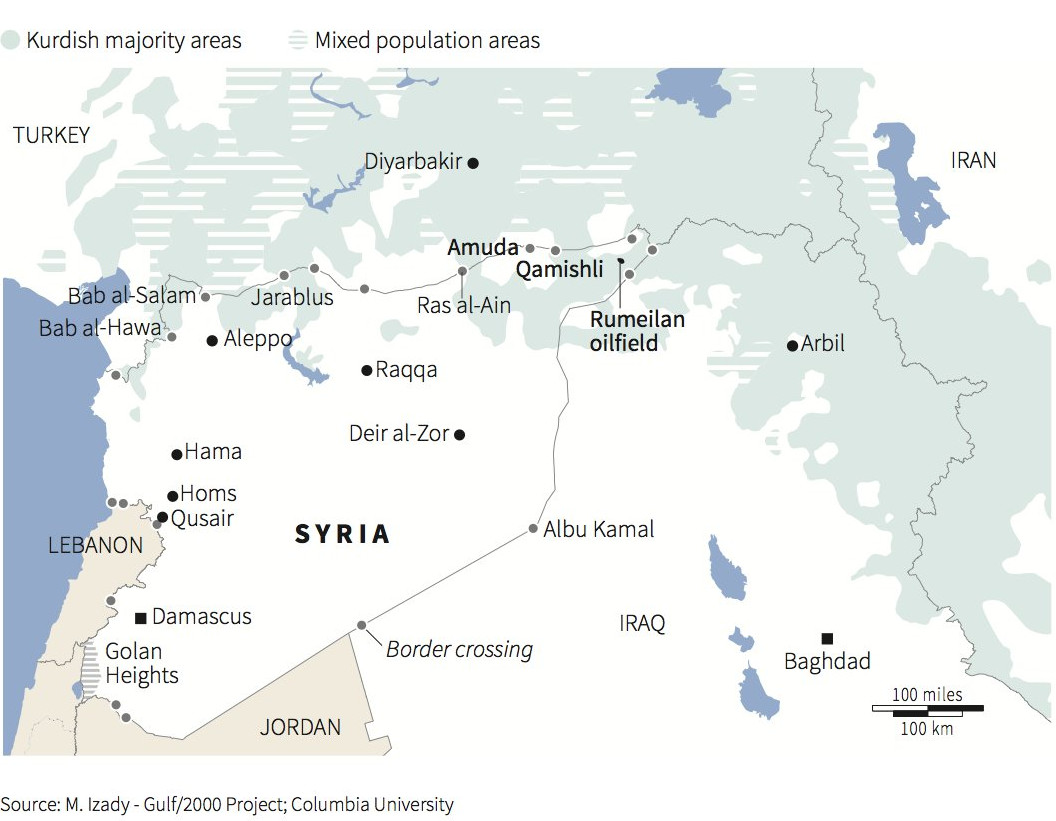 Kurdish majority areas
Mixed population areas
TURKEY
Diyarbakir
IRAN
Amuda
Qamishli
Bab al-Salam
Jarablus
Ras al-Ain
Bab al-Hawa
Aleppo
Rumeilan
oilfield
Arbil
Raqqa
Deir al-Zor
Hama
Homs
Qusair
SYRIA
Albu Kamal
LEBANON
Damascus
IRAQ
Golan
Heights
Border crossing
Baghdad
100 miles
100 km
JORDAN
Source: M. Izady - Gulf/2000 Project; Columbia University